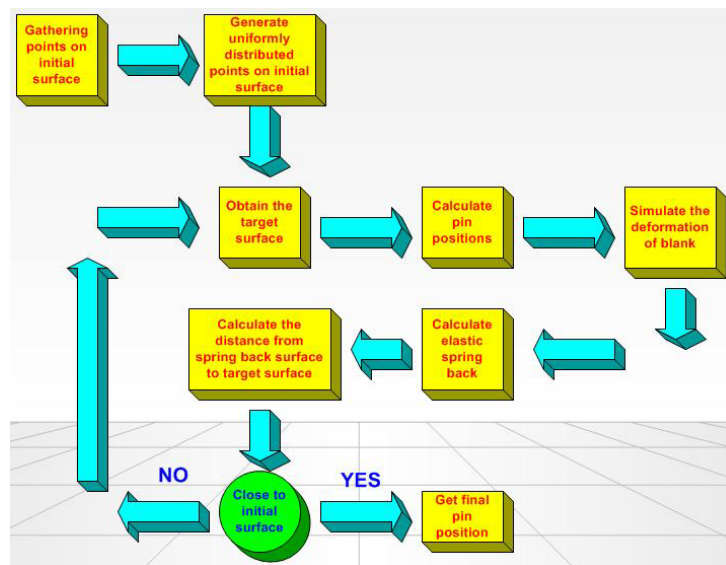 Gathering
points on
initial
surface
Generate
uniformly
distributed
points on initial
surface
Obtain the
target
surface
Calculate
pin
positions
Simulate the
deformation
of blank
Calculate the
distance from
spring back surface
to target surface
Calculate
elastic
spring
back
NO
Close to
initial
surface
YES
Get final
pin
position